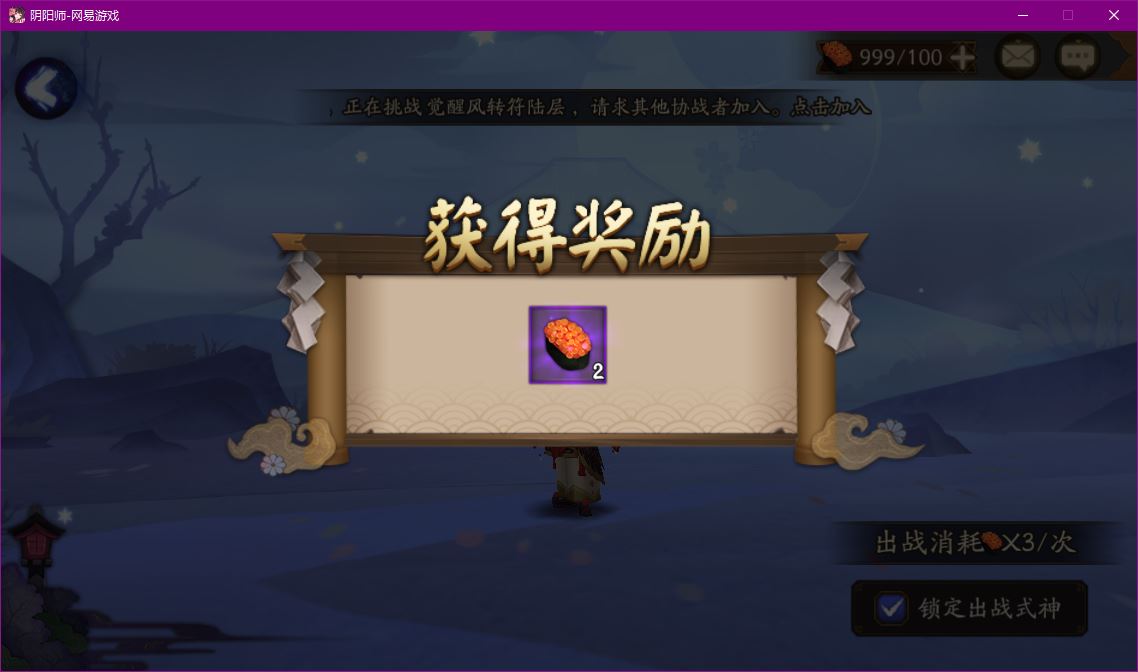 阴阳师-网易游戏
999/100
正在挑战 觉醒风转符陆层，请求其他协战者加入。点击加入
获得奖励
2
出战消耗X3/次
锁定出战式神